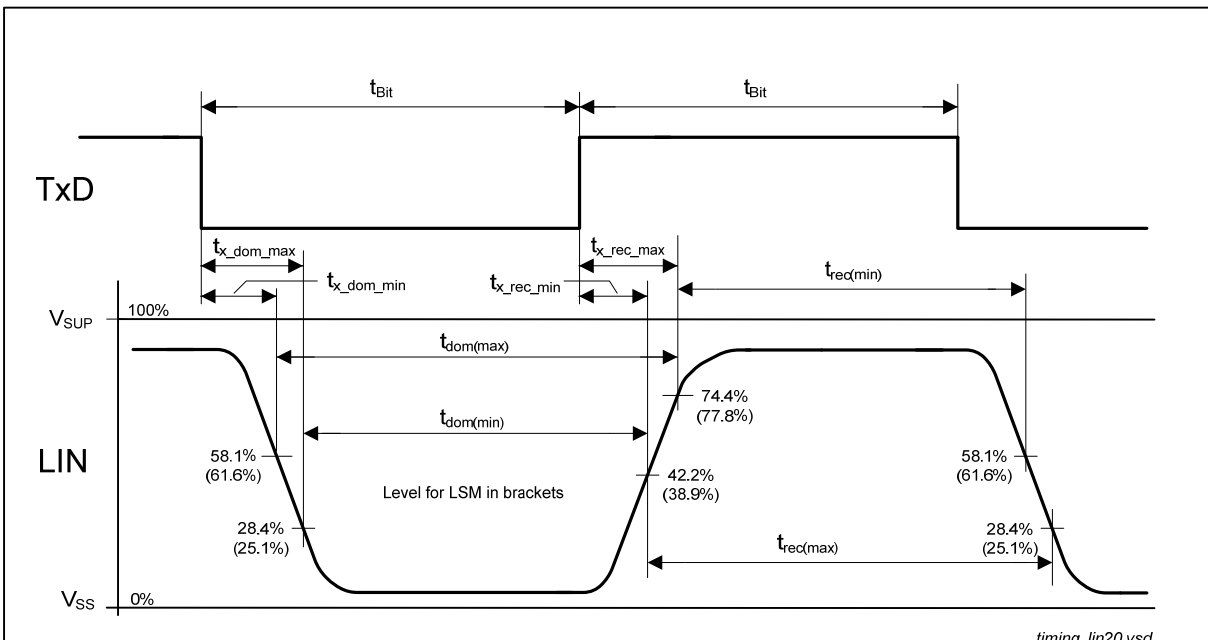 tBit tBit
TxD
tx_dom_max tx_rec_max
tx_dom_min tx_rec_min trec(min)
VSUP 100%
tdom(max)
74.4%
(77.8%)
tdom(min)
LIN
58.1% 42.2% 58.1%
(61.6%) (38.9%) (61.6%)
Level for LSM in brackets
28.4% 28.4%
(25.1%) trec(max) (25.1%)
VSS 0%
timing_lin20.vsd